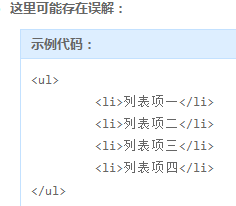 这里可能存在误解：
示例代码：
<ul>
<li>列表项一</li>
<li>列表项二</li>
<li>列表项三</li>
<li>列表项四</li>
</ul>